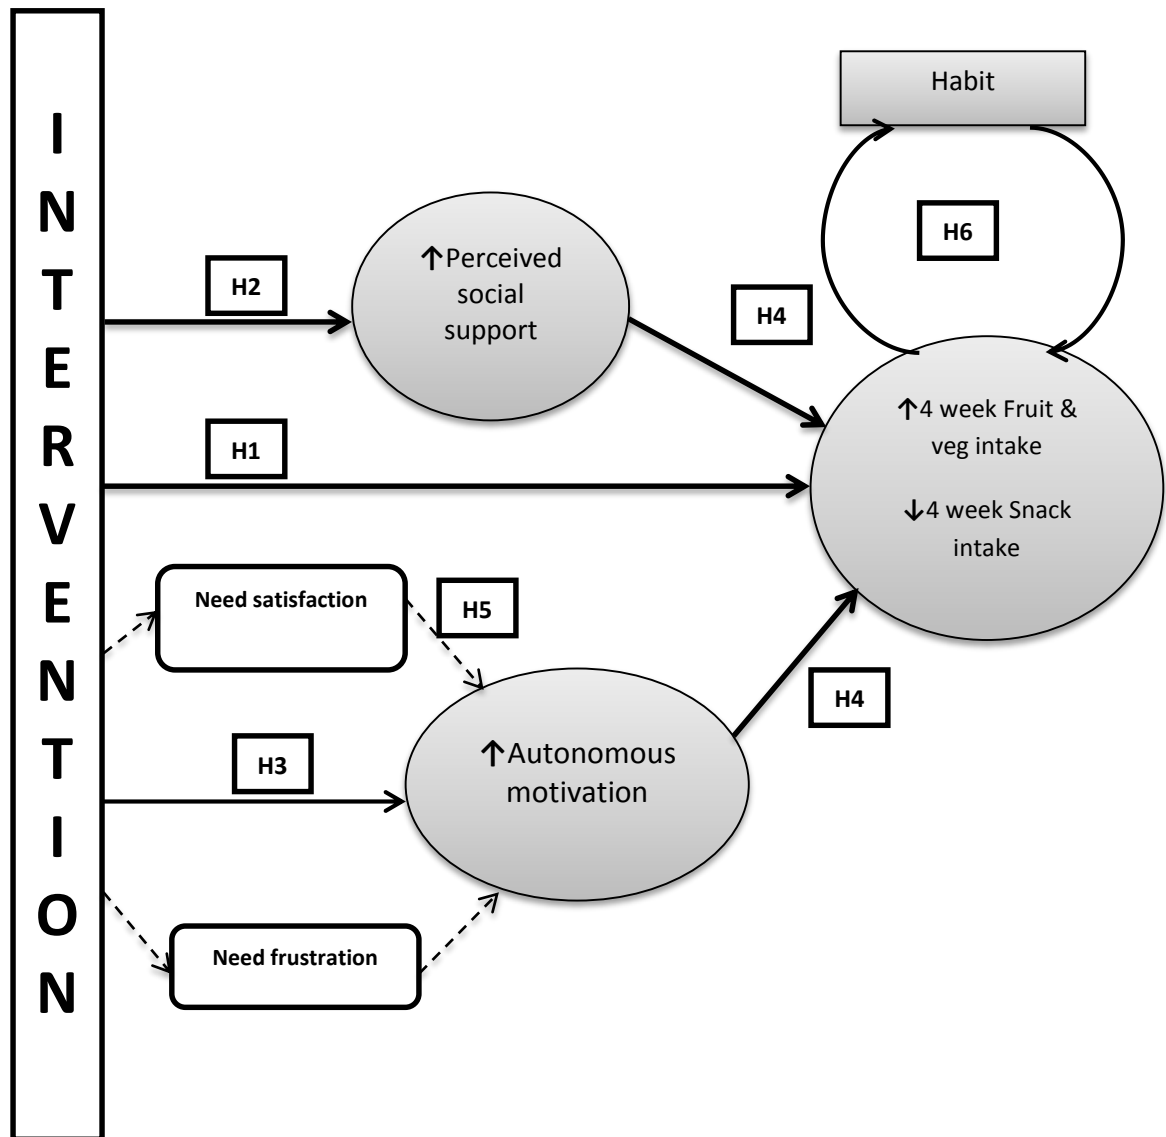 INTERVENTION
Habit
H6
↑Perceived
social
support
H2
H4
↑4 week Fruit &
veg intake
↓4 week Snack
intake
H1
Need satisfaction
H5
H4
↑Autonomous
motivation
H3
Need frustration